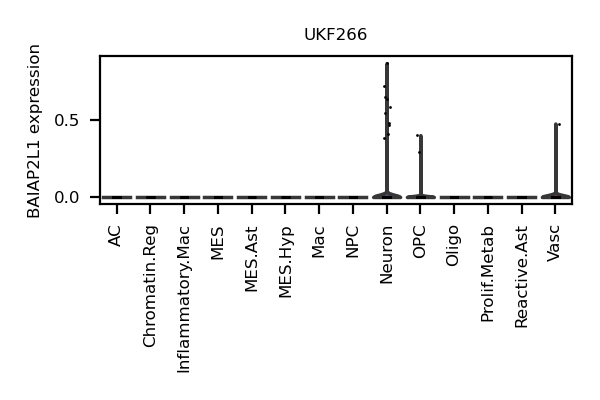 UKF266
BAIAP2L1 expression
0.5
0.0
AC
Chromatin.Reg
Inflammatory.Mac
MES
MES.Ast
MES.Hyp
Mac
NPC
Neuron
OPC
Oligo
Prolif.Metab
Reactive.Ast
Vasc